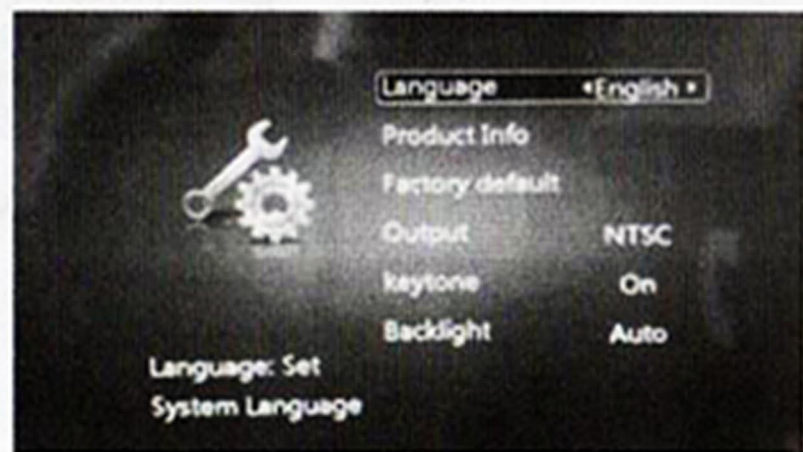 Language English
Product Info
Factory default
Output NTSC
keytone On
Backlight Auto
Language: Set
System Language